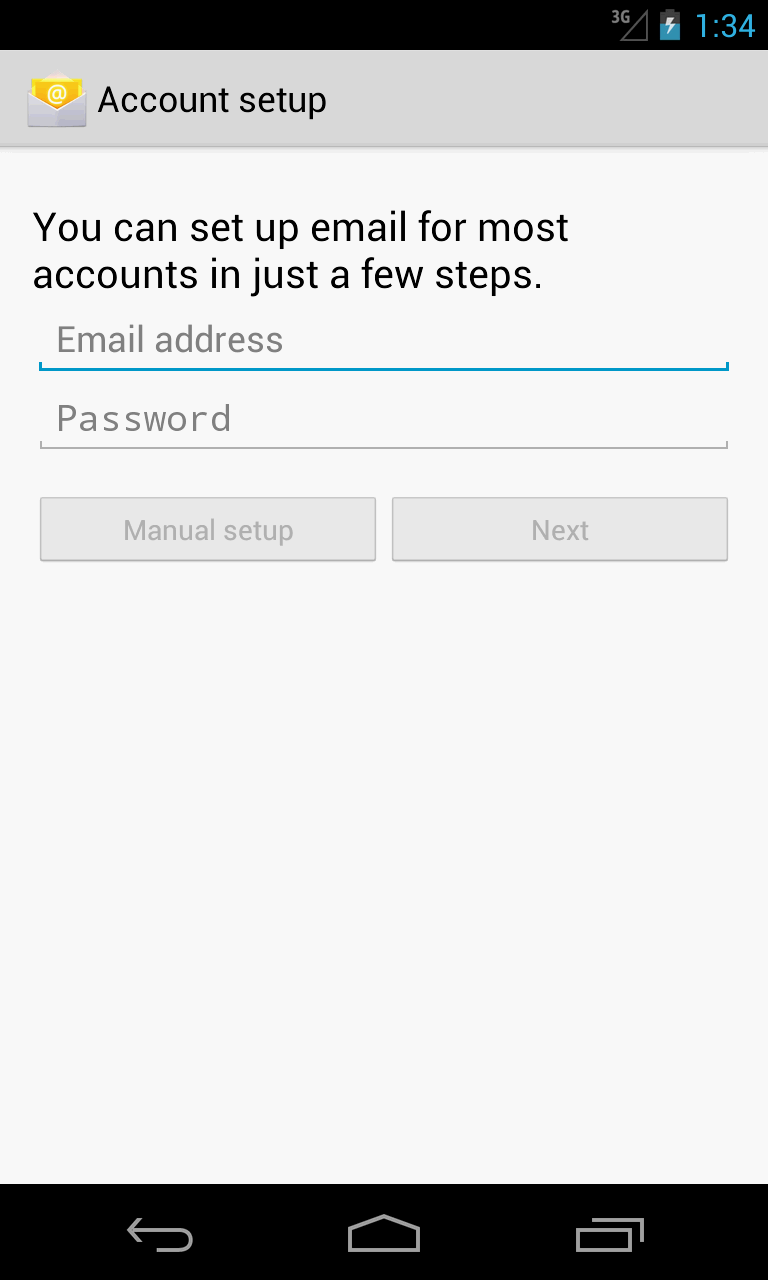 3G 1:34
@ Account setup
You can set up email for most
accounts in just a few steps.
Email address
Password
Manual setup Next